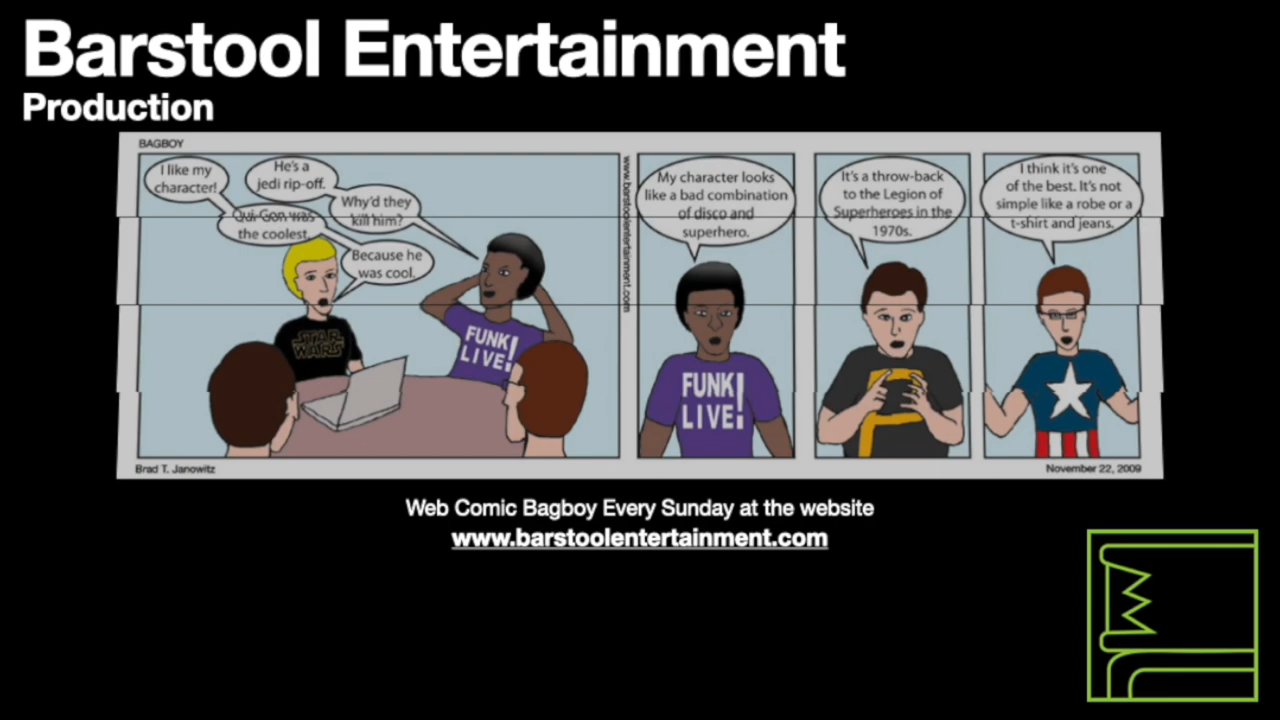 Barstool Entertainment
Production
BAGBOY
I like my
character!
He's a
jedi rip-off.
Qui-Gon was
the coolest.
Why'd they
kill him?
Because he
was cool.
STAR
WARS
FUNK
LIVE!
www.barstoolentertainment.com
My character looks
like a bad combination
of disco and
superhero.
FUNK
LIVE!
It's a throw-back
to the Legion of
Superheroes in the
1970s.
I think it's one
of the best. It's not
simple like a robe or a
t-shirt and jeans.
Brad T. Janowitz
November 22, 2009
Web Comic Bagboy Every Sunday at the website
www.barstoolentertainment.com